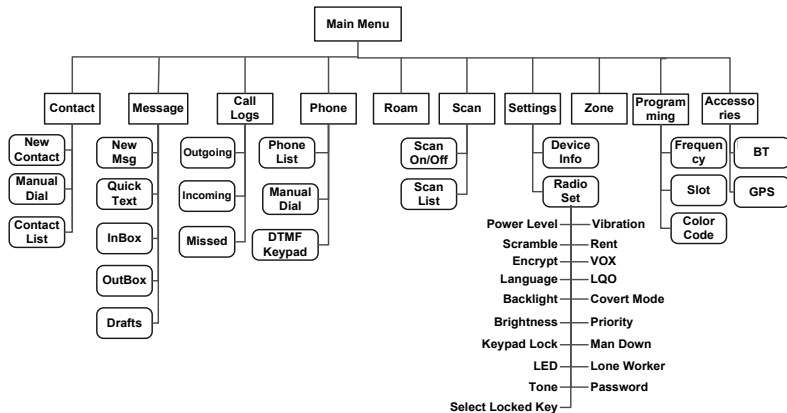 Main Menu
Contact
Message
Call
Logs
Phone
Roam
Scan
Settings
Zone
Programming
ming
Accesso
ries
New
Contact
Manual
Dial
Contact
List
New
Msg
Quick
Text
InBox
OutBox
Drafts
Outgoing
Incoming
Missed
Phone
List
Manual
Dial
DTMF
Keypad
Scan
On/Off
Scan
List
Device
Info
Radio
Set
Power Level
Vibration
Scramble
Rent
Encrypt
VOX
Language
LQO
Backlight
Covert Mode
Brightness
Priority
Keypad Lock
Man Down
LED
Lone Worker
Tone
Password
Select Locked Key
Frequen
cy
Slot
Color
Code
BT
GPS